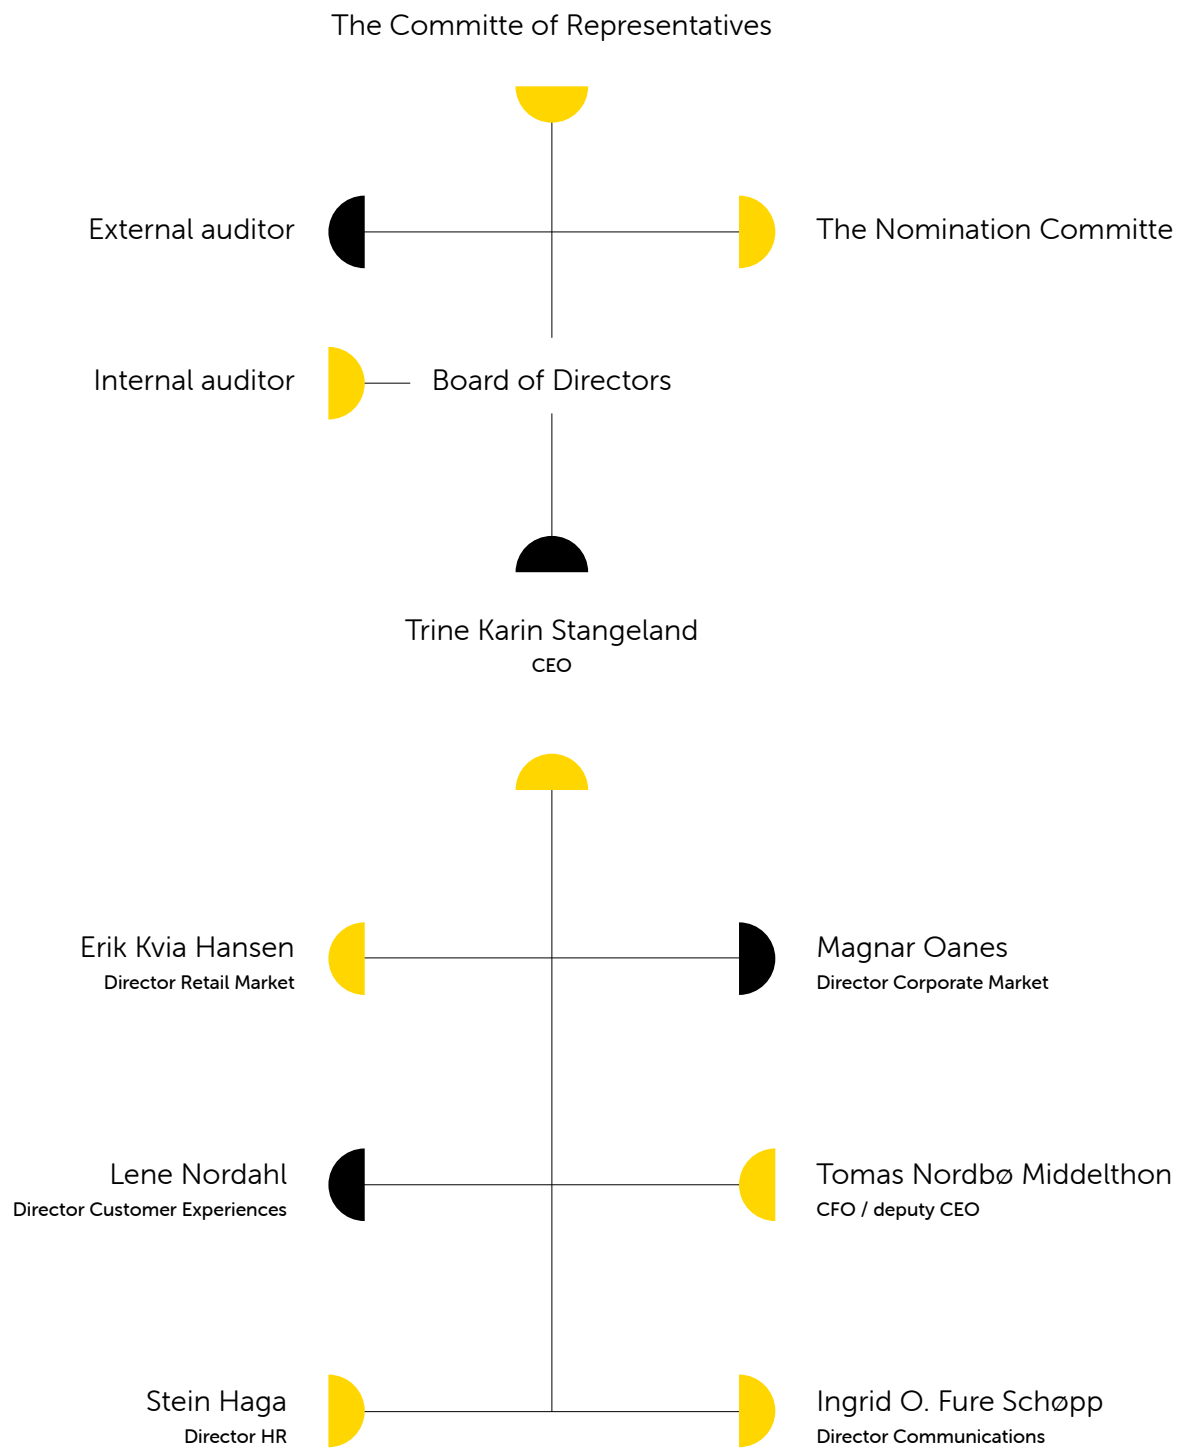 The Committe of Representatives
External auditor
The Nomination Committe
Internal auditor
Board of Directors
Trine Karin Stangeland
CEO
Erik Kvia Hansen
Director Retail Market
Magnar Oanes
Director Corporate Market
Lene Nordahl
Director Customer Experiences
Tomas Nordbø Middelthon
CFO / deputy CEO
Stein Haga
Director HR
Ingrid O. Fure Schøpp
Director Communications